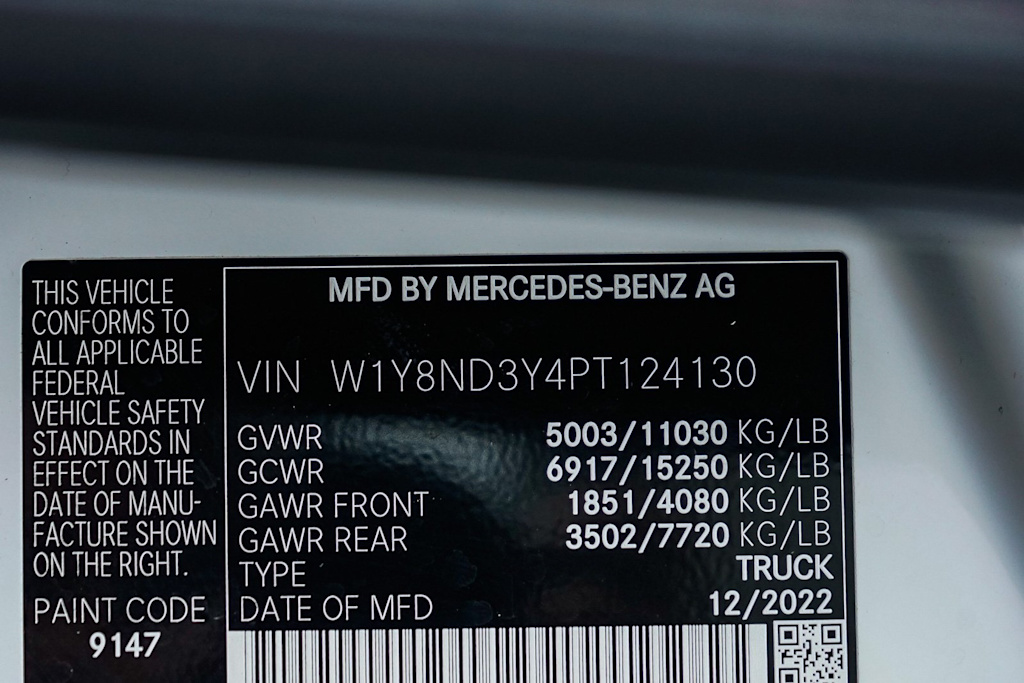 THIS VEHICLE
CONFORMS TO
ALL APPLICABLE
FEDERAL
VEHICLE SAFETY
STANDARDS IN
EFFECT ON THE
DATE OF MANU-
FACTURE SHOWN
ON THE RIGHT.
PAINT CODE
9147
MFD BY MERCEDES-BENZ AG
VIN W1Y8ND3Y4PT124130
GVWR 5003/11030 KG/LB
GCWR 6917/15250 KG/LB
GAWR FRONT 1851/4080 KG/LB
GAWR REAR 3502/7720 KG/LB
TYPE TRUCK
DATE OF MFD 12/2022